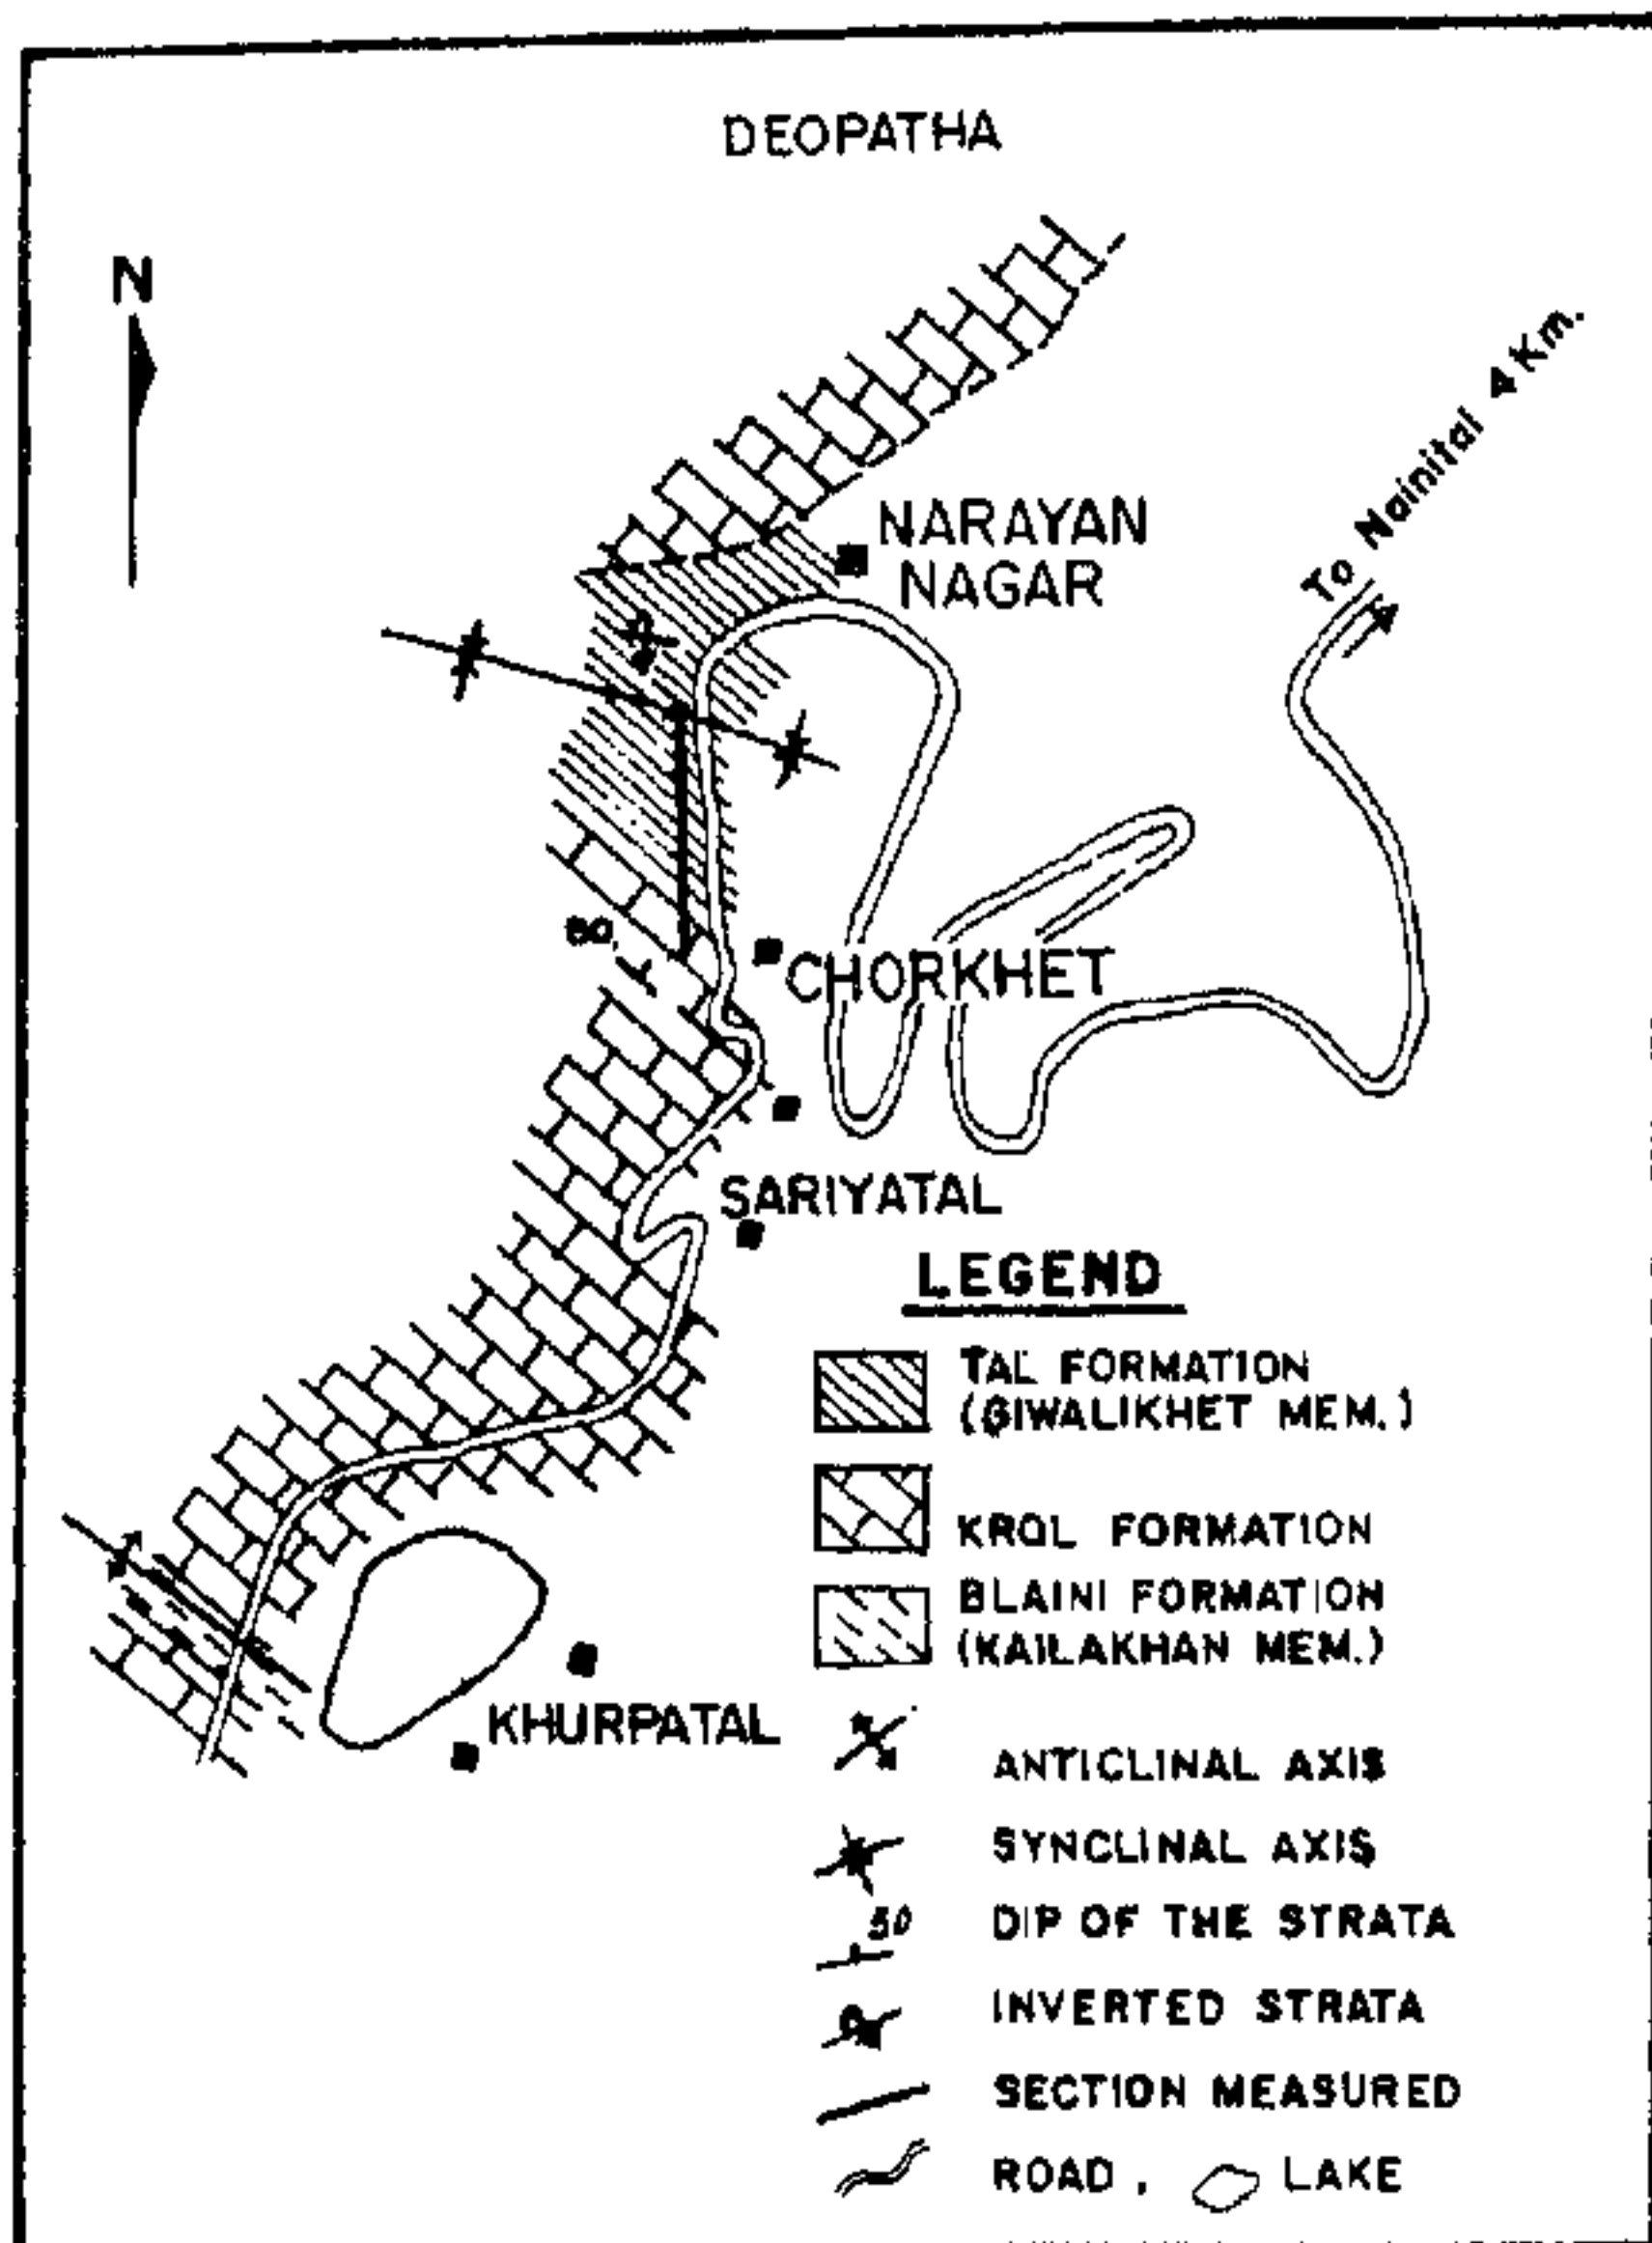 DEOPATHA
N
To Nainital 4 Km.
NARAYAN
NAGAR
CHORKHET
SARIYATAL
KHURPATAL
LEGEND
TAL FORMATION
(GIWALIKHET MEM.)
KROL FORMATION
BLAINI FORMATION
(KAILAKHAN MEM.)
ANTICLINAL AXIS
SYNCLINAL AXIS
50 DIP OF THE STRATA
INVERTED STRATA
SECTION MEASURED
ROAD, LAKE